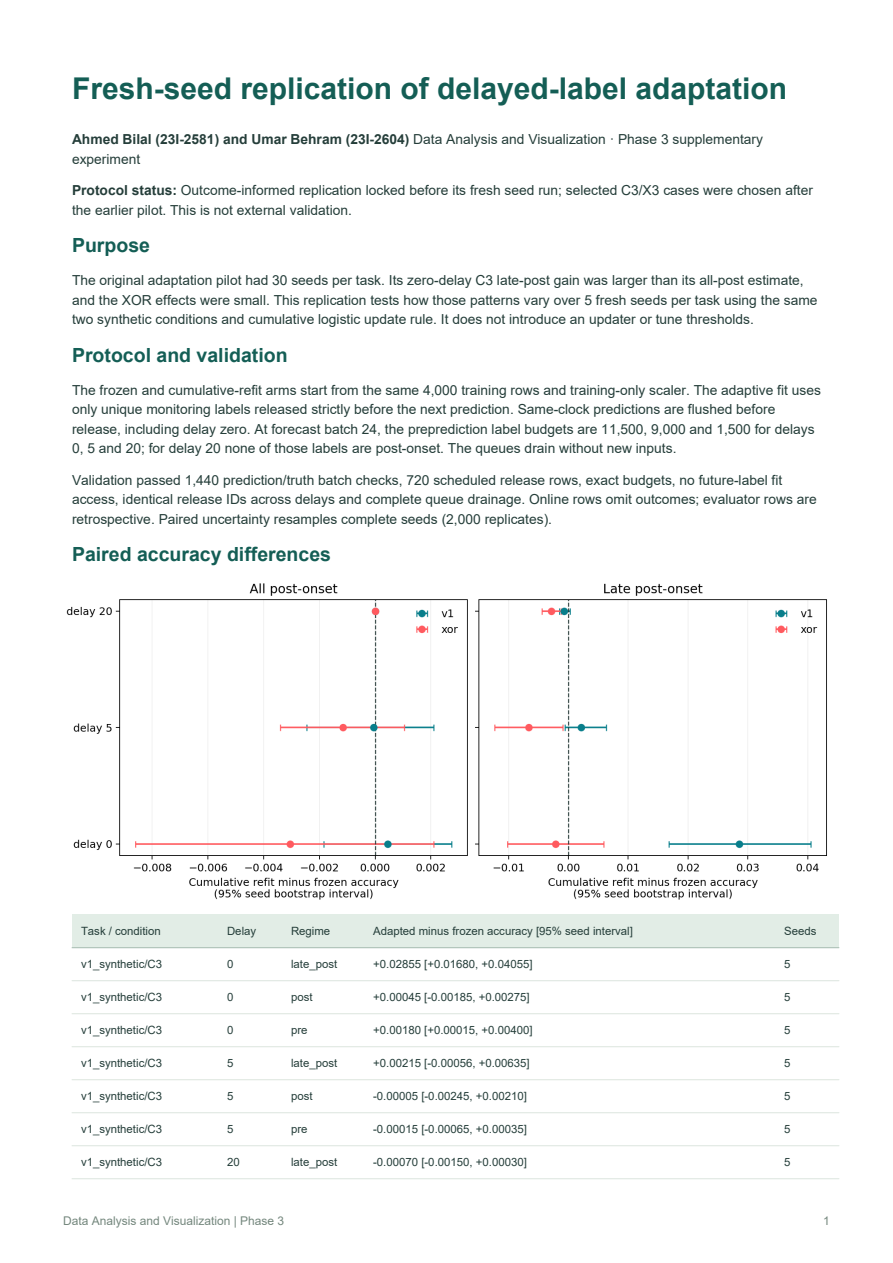 Fresh-seed replication of delayed-label adaptation
Ahmed Bilal (23I-2581) and Umar Behram (23I-2604) Data Analysis and Visualization · Phase 3 supplementary
experiment
Protocol status: Outcome-informed replication locked before its fresh seed run; selected C3/X3 cases were chosen after
the earlier pilot. This is not external validation.
Purpose
The original adaptation pilot had 30 seeds per task. Its zero-delay C3 late-post gain was larger than its all-post estimate,
and the XOR effects were small. This replication tests how those patterns vary over 5 fresh seeds per task using the same
two synthetic conditions and cumulative logistic update rule. It does not introduce an updater or tune thresholds.
Protocol and validation
The frozen and cumulative-refit arms start from the same 4,000 training rows and training-only scaler. The adaptive fit uses
only unique monitoring labels released strictly before the next prediction. Same-clock predictions are flushed before
release, including delay zero. At forecast batch 24, the preprediction label budgets are 11,500, 9,000 and 1,500 for delays
0, 5 and 20; for delay 20 none of those labels are post-onset. The queues drain without new inputs.
Validation passed 1,440 prediction/truth batch checks, 720 scheduled release rows, exact budgets, no future-label fit
access, identical release IDs across delays and complete queue drainage. Online rows omit outcomes; evaluator rows are
retrospective. Paired uncertainty resamples complete seeds (2,000 replicates).
Paired accuracy differences
All post-onset
delay 20
delay 5
delay 0
v1
xor
−0.008 −0.006 −0.004 −0.002 0.000 0.002
Cumulative refit minus frozen accuracy
(95% seed bootstrap interval)
Late post-onset
v1
xor
−0.01 0.00 0.01 0.02 0.03 0.04
Cumulative refit minus frozen accuracy
(95% seed bootstrap interval)
Task / condition Delay Regime Adapted minus frozen accuracy [95% seed interval] Seeds
v1_synthetic/C3 0 late_post +0.02855 [+0.01680, +0.04055] 5
v1_synthetic/C3 0 post +0.00045 [-0.00185, +0.00275] 5
v1_synthetic/C3 0 pre +0.00180 [+0.00015, +0.00400] 5
v1_synthetic/C3 5 late_post +0.00215 [-0.00056, +0.00635] 5
v1_synthetic/C3 5 post -0.00005 [-0.00245, +0.00210] 5
v1_synthetic/C3 5 pre -0.00015 [-0.00065, +0.00035] 5
v1_synthetic/C3 20 late_post -0.00070 [-0.00150, +0.00030] 5
Data Analysis and Visualization | Phase 3 1